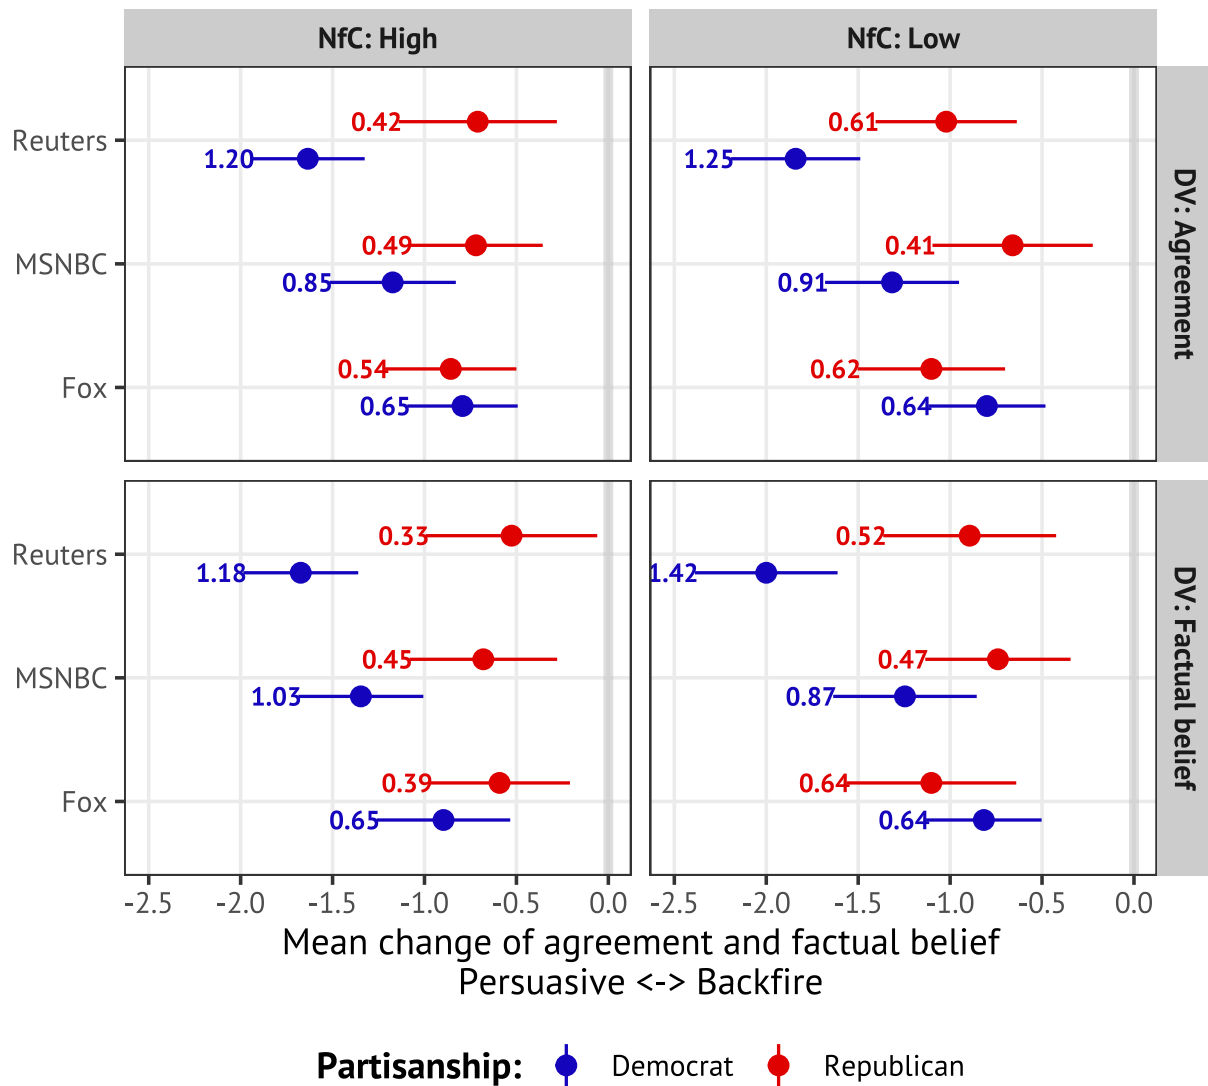 NfC: High
NfC: Low
Reuters
0.42
0.61
1.20
1.25
MSNBC
0.49
0.41
0.85
0.91
Fox
0.54
0.62
0.65
0.64
DV: Agreement
Reuters
0.33
0.52
1.18
1.42
MSNBC
0.45
0.47
1.03
0.87
Fox
0.39
0.64
0.65
0.64
DV: Factual belief
-2.5 -2.0 -1.5 -1.0 -0.5 0.0
-2.5 -2.0 -1.5 -1.0 -0.5 0.0
Mean change of agreement and factual belief
Persuasive <-> Backfire
Partisanship: Democrat Republican